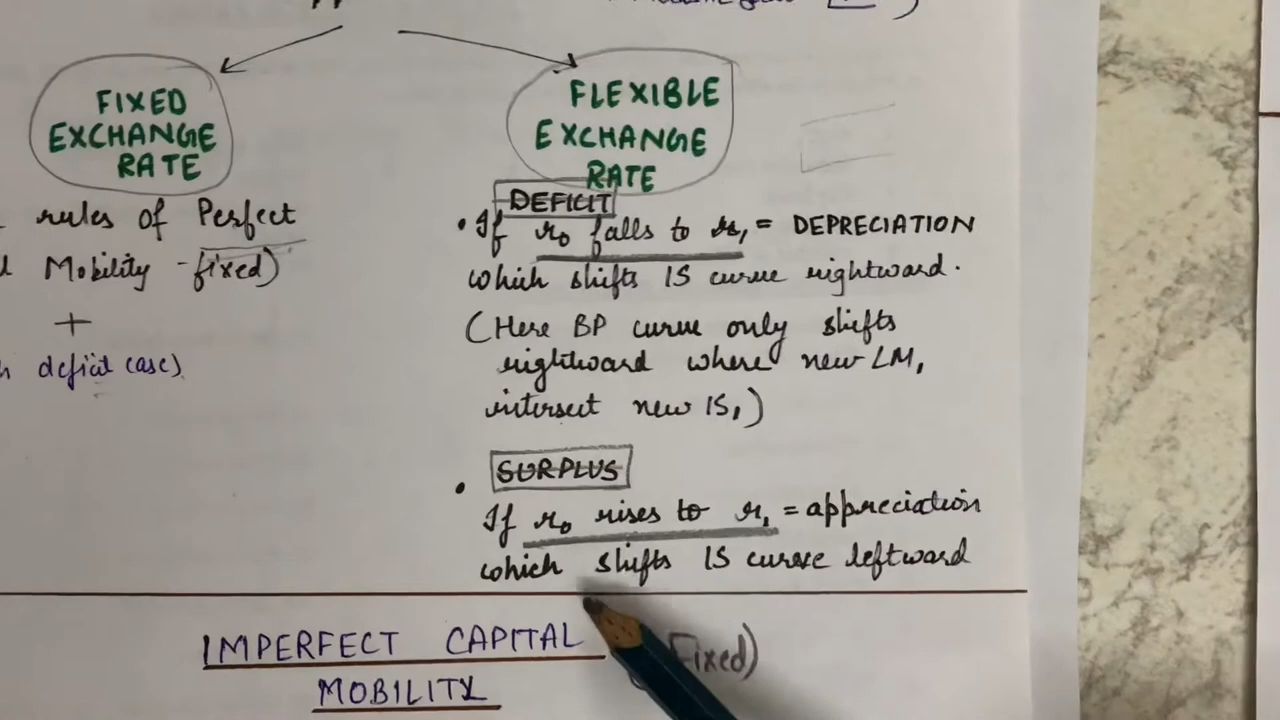 FIXED
EXCHANGE
RATE
rules of Perfect
Mobility - fixed)
+
deficit case)
FLEXIBLE
EXCHANGE
RATE
DEFICIT
• If r₀ falls to r₁ = DEPRECIATION
which shifts IS curve rightward.
(Here BP curve only shifts
rightward where new LM₁
intersect new IS₁)
SURPLUS
• If r₀ rises to r₁ = appreciation
which shifts IS curve leftward
IMPERFECT CAPITAL
MOBILITY
Fixed)